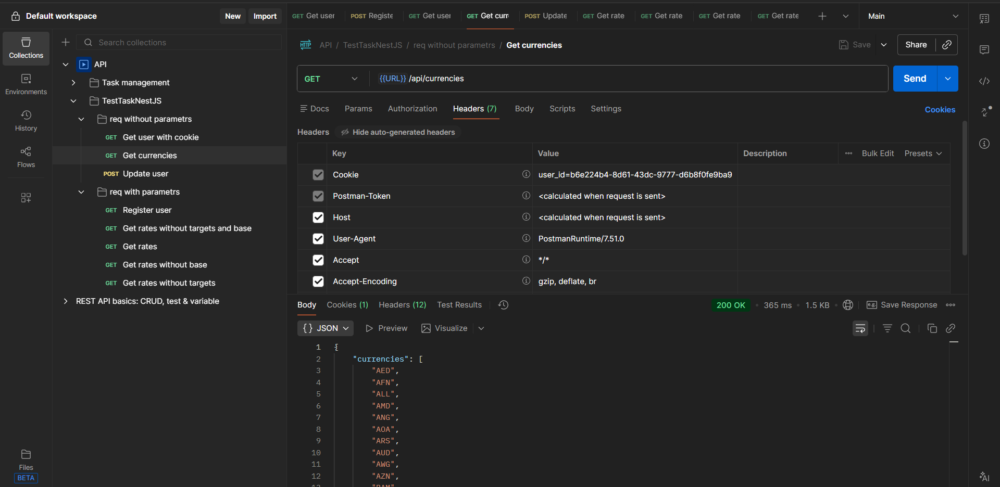 Default workspace
New
Import
GET Get user
POST Registe
GET Get user
GET Get curr
POST Update
GET Get rate
GET Get rate
GET Get rate
GET Get rate
Main
Collections
Environments
History
Flows
Files
BETA
Search collections
API
Task management
TestTaskNestJS
req without parametrs
GET Get user with cookie
GET Get currencies
POST Update user
req with parametrs
GET Register user
GET Get rates without targets and base
GET Get rates
GET Get rates without base
GET Get rates without targets
REST API basics: CRUD, test & variable
HTTP API / TestTaskNestJS / req without parametrs / Get currencies
Save
Share
GET {{URL}} /api/currencies
Send
Docs Params Authorization Headers (7) Body Scripts Settings
Cookies
Headers Hide auto-generated headers
Key Value Description Bulk Edit Presets
Cookie user_id=b6e224b4-8d61-43dc-9777-d6b8f0fe9ba9
Postman-Token <calculated when request is sent>
Host <calculated when request is sent>
User-Agent PostmanRuntime/7.51.0
Accept */*
Accept-Encoding gzip, deflate, br
Body Cookies (1) Headers (12) Test Results
200 OK • 365 ms • 1.5 KB • e.g. Save Response
{} JSON Preview Visualize
1 {
2 "currencies": [
3 "AED",
4 "AFN",
5 "ALL",
6 "AMD",
7 "ANG",
8 "AOA",
9 "ARS",
10 "AUD",
11 "AWG",
12 "AZN",
13 "BAM",
AI